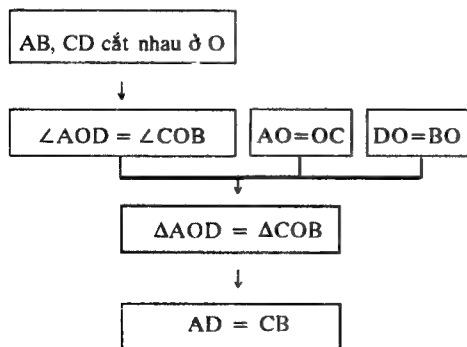 AB, CD cắt nhau ở O
∠AOD = ∠COB
AO=OC
DO=BO
ΔAOD = ΔCOB
AD = CB